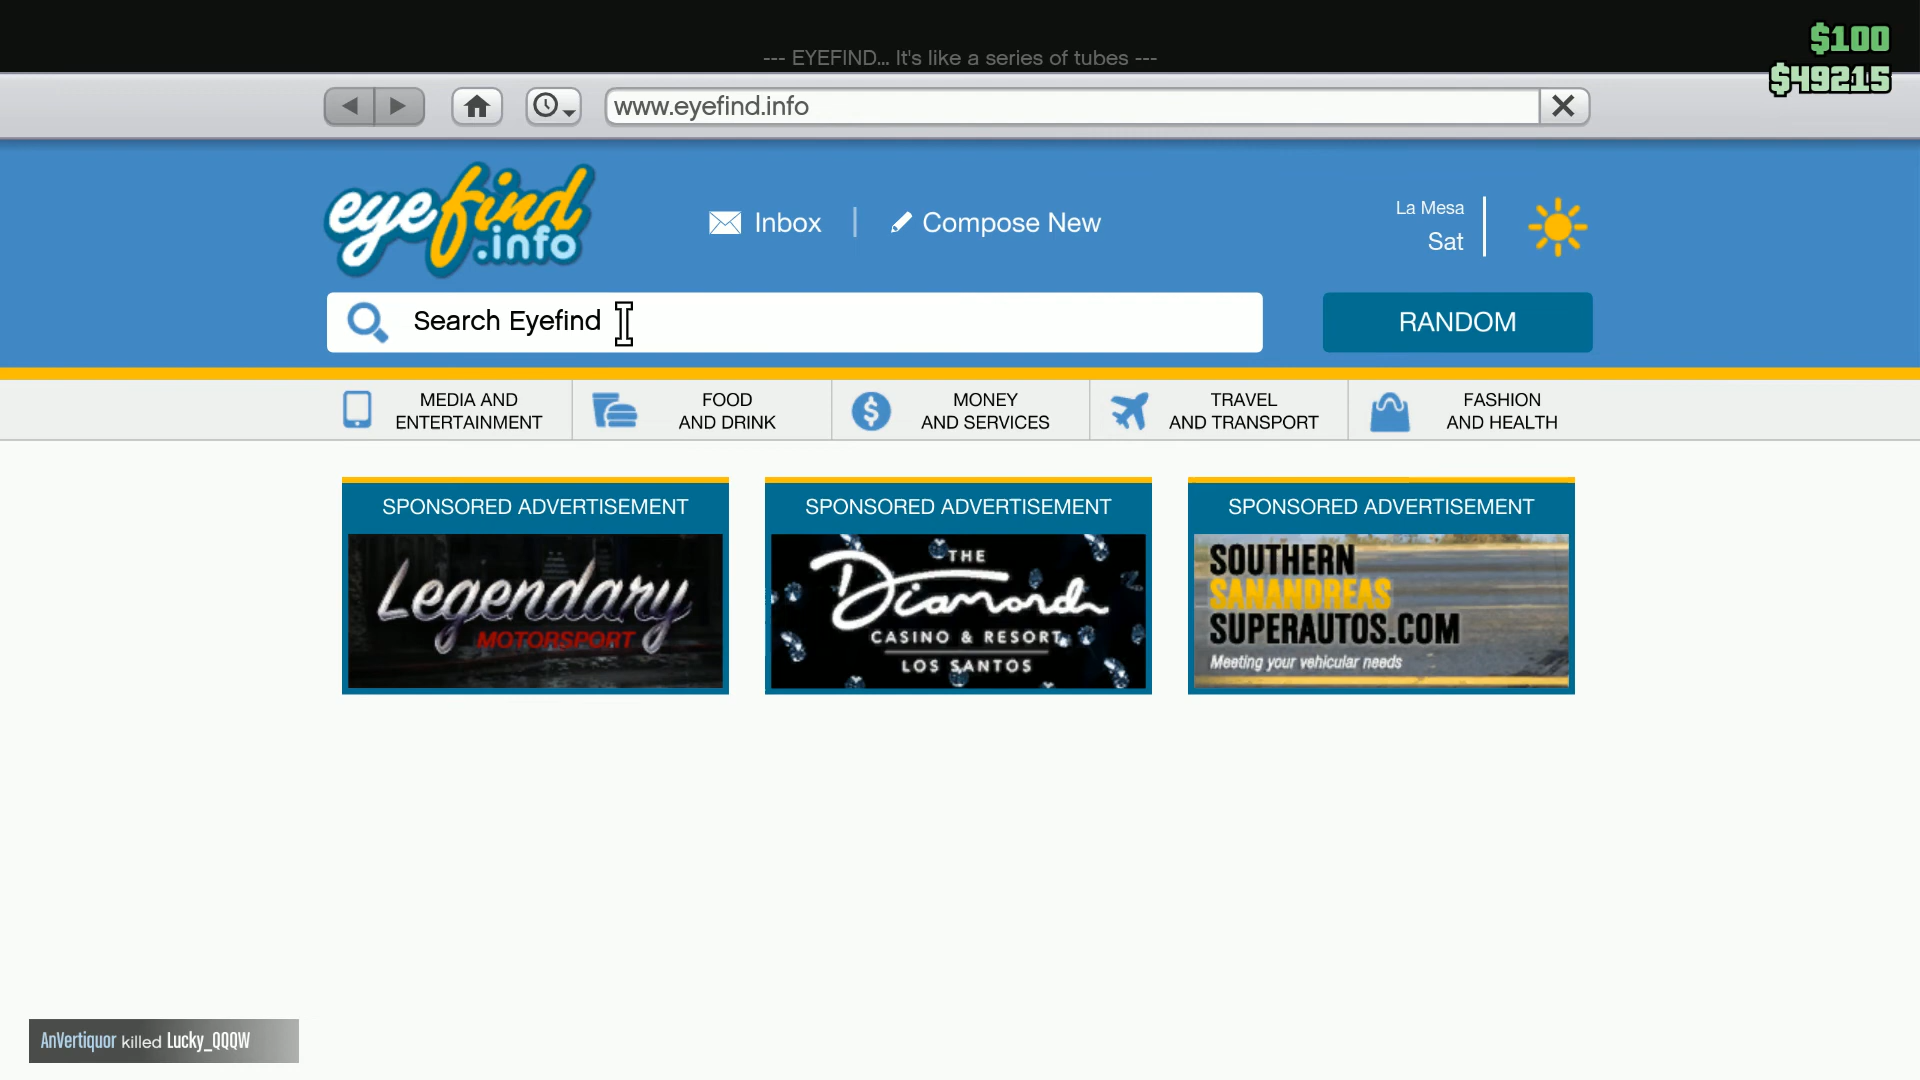 $100
--- EYEFIND... It's like a series of tubes ---
$49215
www.eyefind.info
eyefind
.info
Inbox
Compose New
La Mesa
Sat
Search Eyefind
RANDOM
MEDIA AND
ENTERTAINMENT
FOOD
AND DRINK
MONEY
AND SERVICES
TRAVEL
AND TRANSPORT
FASHION
AND HEALTH
SPONSORED ADVERTISEMENT
Legendary
MOTORSPORT
SPONSORED ADVERTISEMENT
THE
Diamond
CASINO & RESORT
LOS SANTOS
SPONSORED ADVERTISEMENT
SOUTHERN
SANANDREAS
SUPERAUTOS.COM
Meeting your vehicular needs
AnVertiquor killed Lucky_QQQW